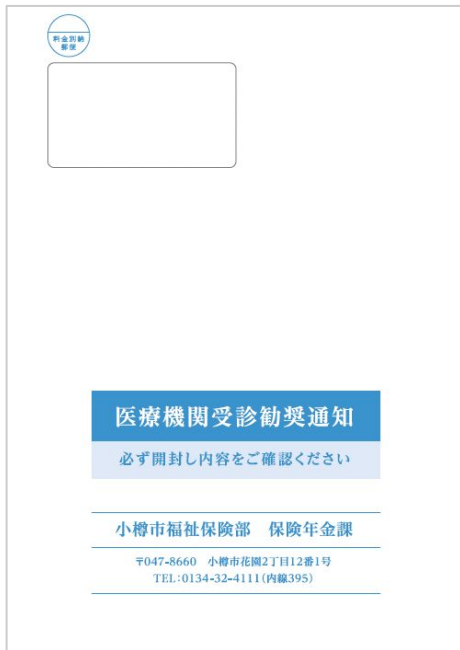 料金別納
郵便
医療機関受診勧奨通知
必ず開封し内容をご確認ください
小樽市福祉保険部　保険年金課
〒047-8660　小樽市花園2丁目12番1号
TEL:0134-32-4111(内線395)